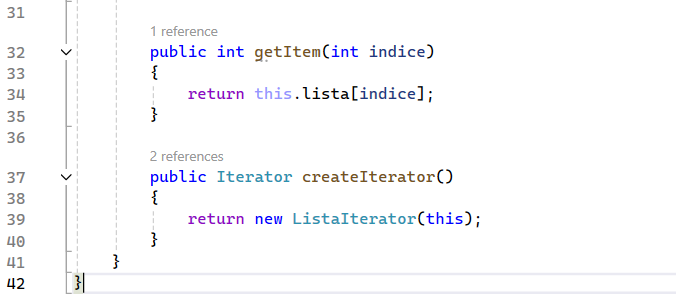 31
1 reference
32 public int getItem(int indice)
33 {
34 return this.lista[indice];
35 }
36
2 references
37 public Iterator createIterator()
38 {
39 return new ListaIterator(this);
40 }
41 }
42 }